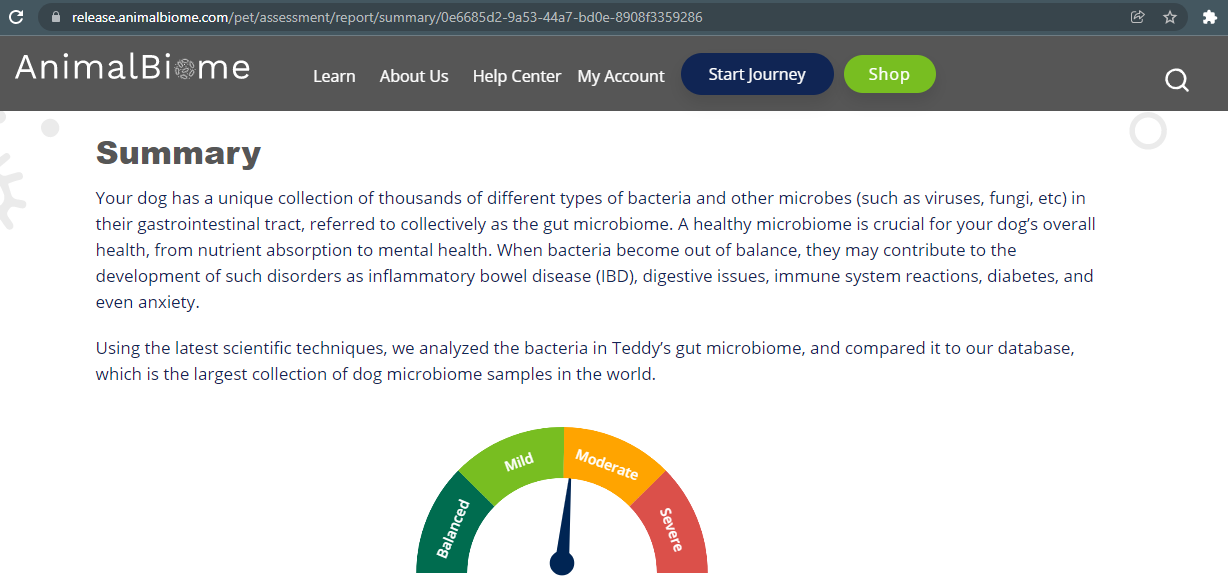 release.animalbiome.com/pet/assessment/report/summary/0e6685d2-9a53-44a7-bd0e-8908f3359286
AnimalBiome
Learn About Us Help Center My Account Start Journey Shop
Summary
Your dog has a unique collection of thousands of different types of bacteria and other microbes (such as viruses, fungi, etc) in
their gastrointestinal tract, referred to collectively as the gut microbiome. A healthy microbiome is crucial for your dog’s overall
health, from nutrient absorption to mental health. When bacteria become out of balance, they may contribute to the
development of such disorders as inflammatory bowel disease (IBD), digestive issues, immune system reactions, diabetes, and
even anxiety.
Using the latest scientific techniques, we analyzed the bacteria in Teddy’s gut microbiome, and compared it to our database,
which is the largest collection of dog microbiome samples in the world.
Balanced
Mild
Moderate
Severe